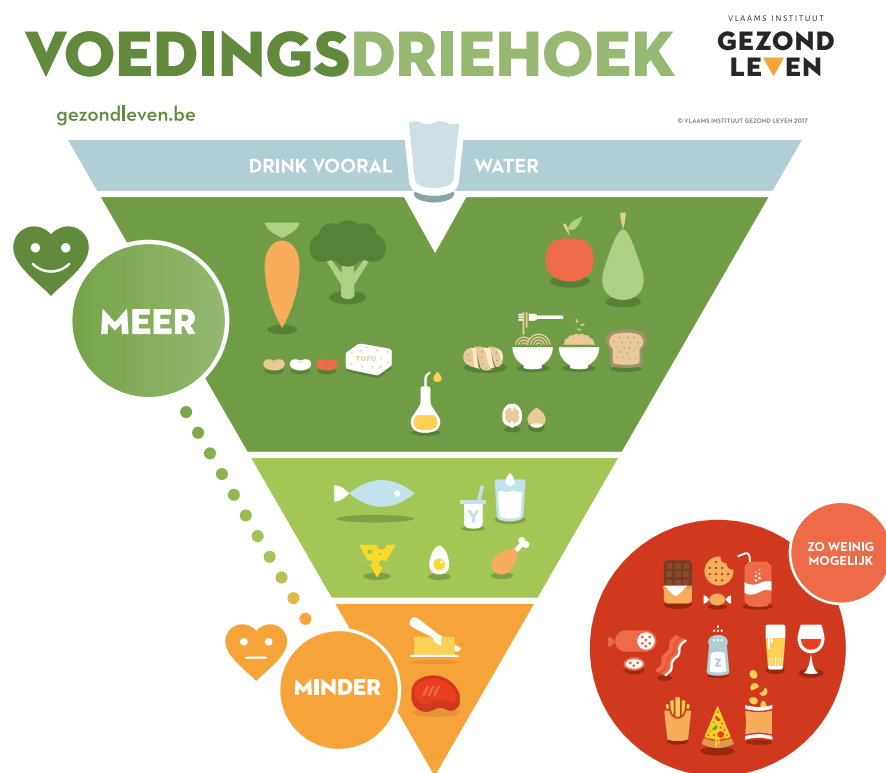 VLAAMS INSTITUUT
GEZOND
LEVEN
VOEDINGSDRIEHOEK
gezondleven.be
© VLAAMS INSTITUUT GEZOND LEVEN 2017
DRINK VOORAL WATER
MEER
TOFU
Y
MINDER
ZO WEINIG
MOGELIJK
Z